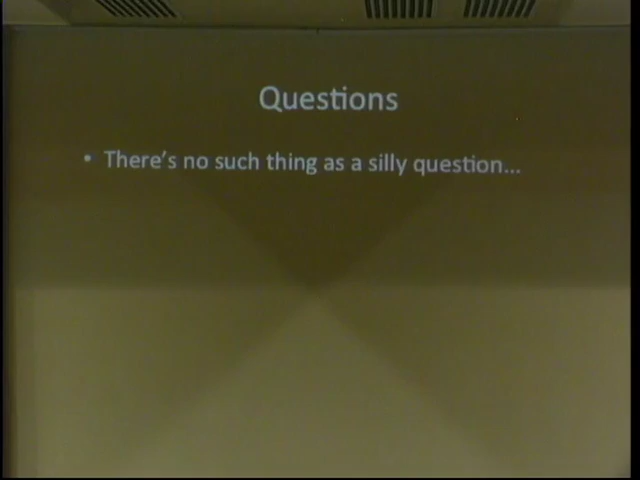 Questions
• There's no such thing as a silly question...